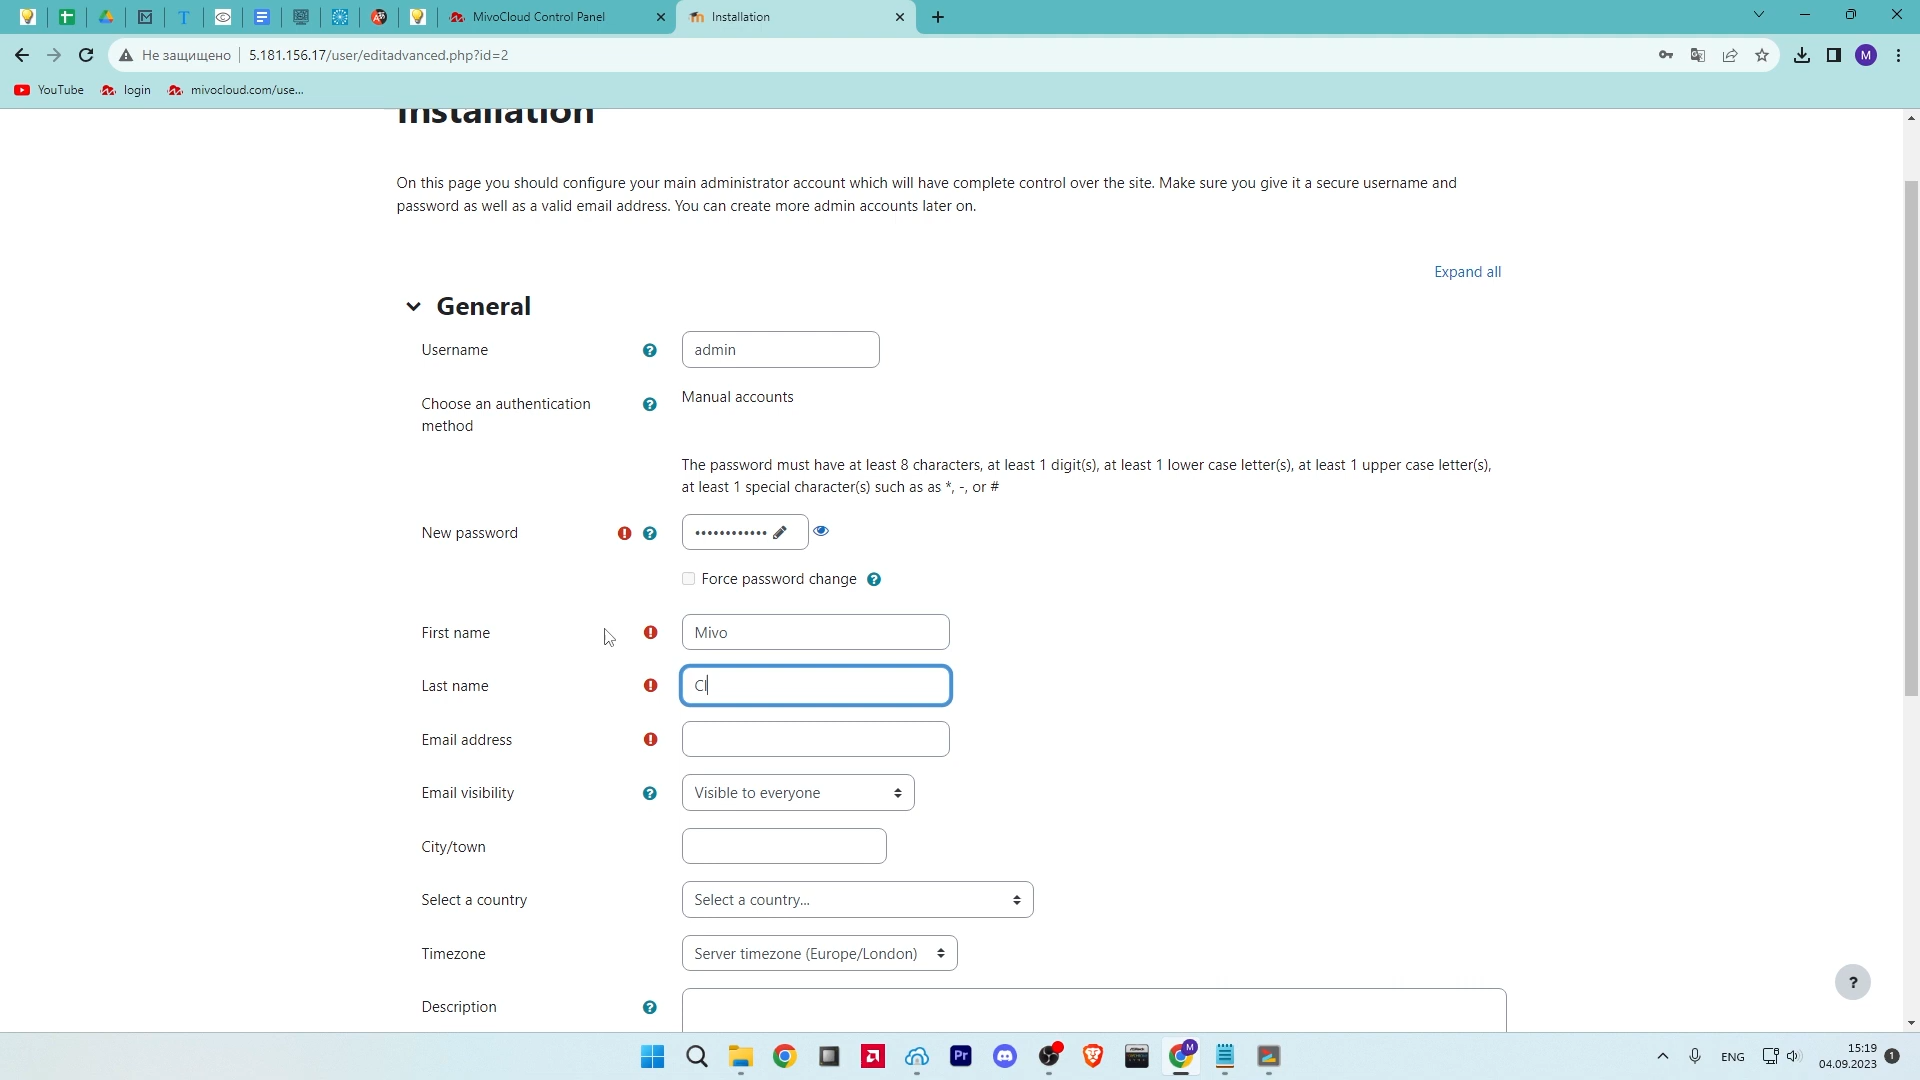 MivoCloud Control Panel
Installation
Не защищено
5.181.156.17/user/editadvanced.php?id=2
M
YouTube
login
mivocloud.com/use...
Installation
On this page you should configure your main administrator account which will have complete control over the site. Make sure you give it a secure username and
password as well as a valid email address. You can create more admin accounts later on.
Expand all
General
Username
admin
Choose an authentication
method
Manual accounts
The password must have at least 8 characters, at least 1 digit(s), at least 1 lower case letter(s), at least 1 upper case letter(s),
at least 1 special character(s) such as as *, -, or #
New password
••••••••••••
Force password change
First name
Mivo
Last name
Cl
Email address
Email visibility
Visible to everyone
City/town
Select a country
Select a country...
Timezone
Server timezone (Europe/London)
Description
?
Pr
M
ENG
15:19
04.09.2023
1